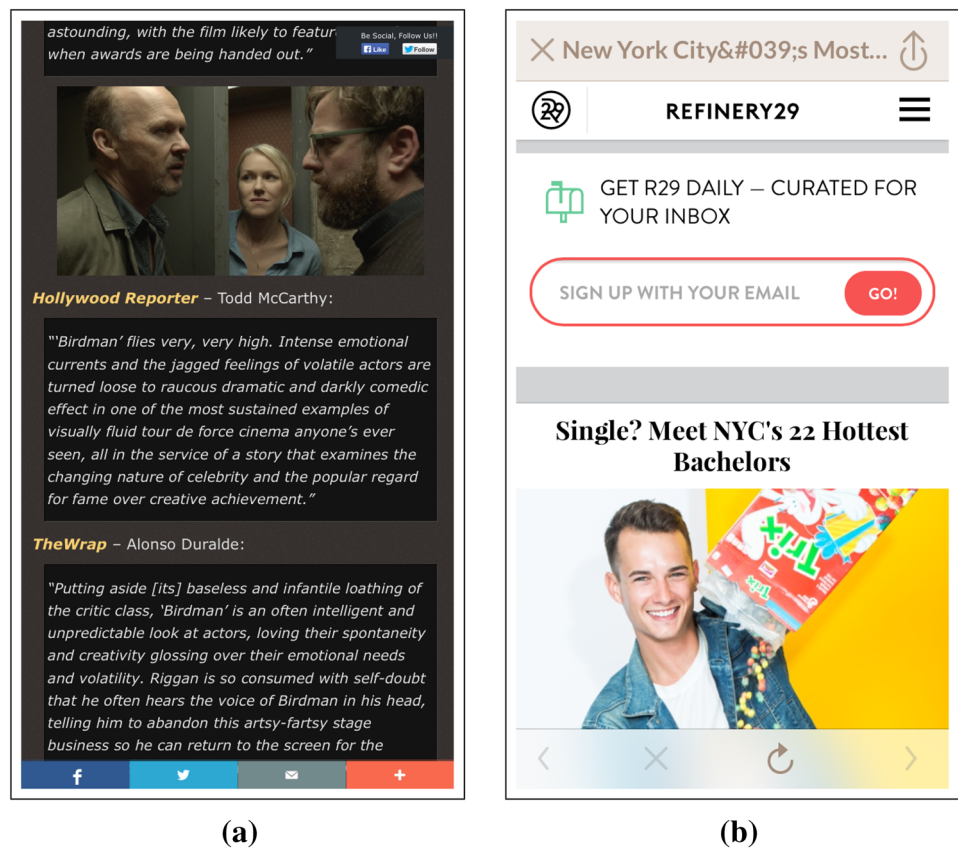 astounding, with the film likely to featur
when awards are being handed out.”
Be Social, Follow Us!!
f Like
Follow
Hollywood Reporter – Todd McCarthy:
“‘Birdman’ flies very, very high. Intense emotional
currents and the jagged feelings of volatile actors are
turned loose to raucous dramatic and darkly comedic
effect in one of the most sustained examples of
visually fluid tour de force cinema anyone’s ever
seen, all in the service of a story that examines the
changing nature of celebrity and the popular regard
for fame over creative achievement.”
TheWrap – Alonso Duralde:
“Putting aside [its] baseless and infantile loathing of
the critic class, ‘Birdman’ is an often intelligent and
unpredictable look at actors, loving their spontaneity
and creativity glossing over their emotional needs
and volatility. Riggan is so consumed with self-doubt
that he often hears the voice of Birdman in his head,
telling him to abandon this artsy-fartsy stage
business so he can return to the screen for the
f
(a)
New York City&#039;s Most...
R29
REFINERY29
GET R29 DAILY — CURATED FOR
YOUR INBOX
SIGN UP WITH YOUR EMAIL
GO!
Single? Meet NYC's 22 Hottest
Bachelors
Trix
Trix
(b)